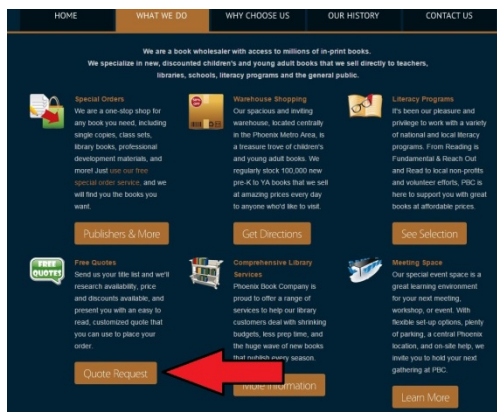 HOME WHAT WE DO WHY CHOOSE US OUR HISTORY CONTACT US
We are a book wholesaler with access to millions of in-print books.
We specialize in new, discounted children's and young adult books that we sell directly to teachers,
libraries, schools, literacy programs and the general public.
Special Orders
We are a one-stop shop for
any book you need, including
single copies, class sets,
library books, professional
development materials, and
more! Just use our free
special order service, and we
will find you the books you
want.
Publishers & More
Warehouse Shopping
Our spacious and inviting
warehouse, located centrally
in the Phoenix Metro Area, is
a treasure trove of children's
and young adult books. We
regularly stock 100,000 new
pre-K to YA books that we sell
at amazing prices every day
to anyone who'd like to visit.
Get Directions
Literacy Programs
It's been our pleasure and
privilege to work with a variety
of national and local literacy
programs. From Reading is
Fundamental & Reach Out
and Read to local non-profits
and volunteer efforts, PBC is
here to support you with great
books at affordable prices.
See Selection
FREE
QUOTES
Free Quotes
Send us your title list and we'll
research availability, price
and discounts available, and
present you with an easy to
read, customized quote that
you can use to place your
order.
Quote Request
Comprehensive Library
Services
Phoenix Book Company is
proud to offer a range of
services to help our library
customers deal with shrinking
budgets, less prep time, and
the huge wave of new books
that publish every season.
More Information
Meeting Space
Our special event space is a
great learning environment
for your next meeting,
workshop, or event. With
flexible set-up options, plenty
of parking, a central Phoenix
location, and on-site help, we
invite you to hold your next
gathering at PBC.
Learn More